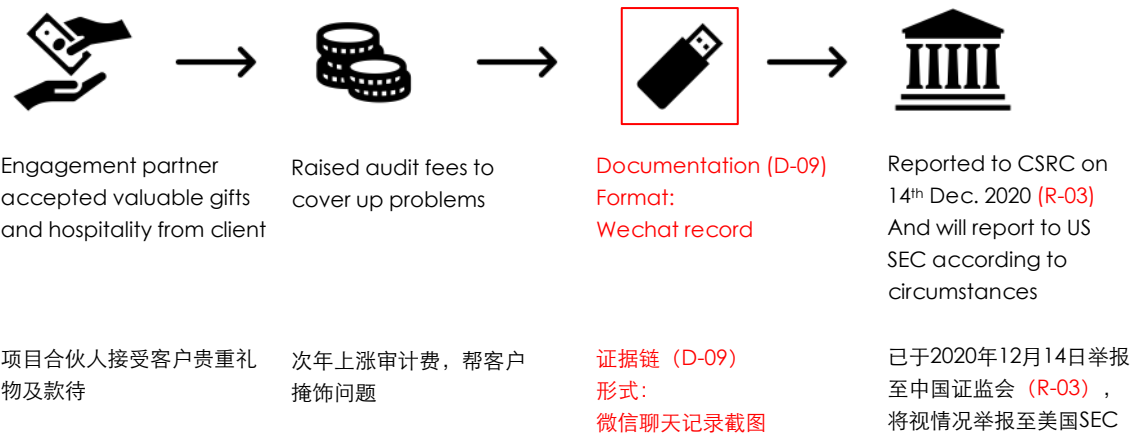 Engagement partner
accepted valuable gifts
and hospitality from client
Raised audit fees to
cover up problems
Documentation (D-09)
Format:
Wechat record
Reported to CSRC on
14th Dec. 2020 (R-03)
And will report to US
SEC according to
circumstances
项目合伙人接受客户贵重礼
物及款待
次年上涨审计费，帮客户
掩饰问题
证据链（D-09）
形式：
微信聊天记录截图
已于2020年12月14日举报
至中国证监会（R-03），
将视情况举报至美国SEC